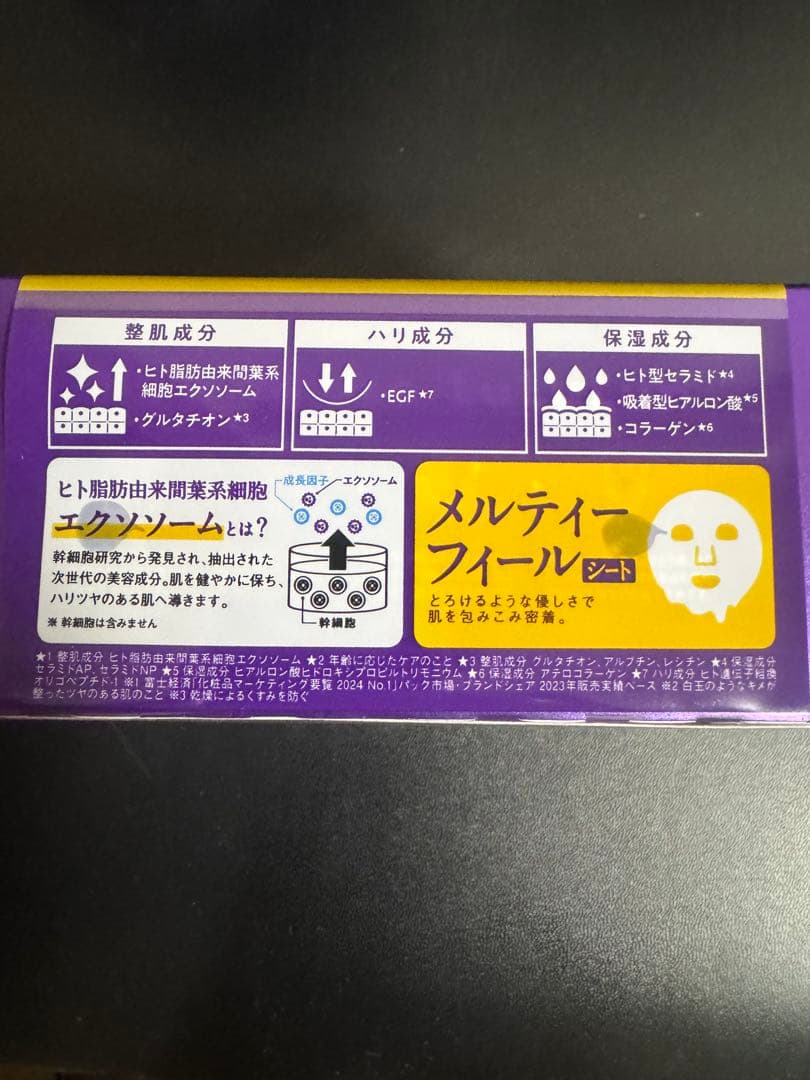 整肌成分
・ヒト脂肪由来間葉系
細胞エクソソーム
・グルタチオン★3
ハリ成分
・EGF★7
保湿成分
・ヒト型セラミド★4
・吸着型ヒアルロン酸★5
・コラーゲン★6
ヒト脂肪由来間葉系細胞
エクソソームとは?
幹細胞研究から発見され、抽出された
次世代の美容成分。肌を健やかに保ち、
ハリツヤのある肌へ導きます。
※ 幹細胞は含みません
成長因子
エクソソーム
幹細胞
メルティー
フィール
シート
とろけるような優しさで
肌を包みこみ密着。
★1 整肌成分 ヒト脂肪由来間葉系細胞エクソソーム ★2 年齢に応じたケアのこと ★3 整肌成分 グルタチオン、アルブチン、レシチン ★4 保湿成分
セラミドAP、セラミドNP ★5 保湿成分 ヒアルロン酸ヒドロキシプロピルトリモニウム ★6 保湿成分 アテロコラーゲン ★7 ハリ成分 ヒト遺伝子組換
オリゴペプチド-1 ※1 富士経済「化粧品マーケティング要覧 2024 No.1」パック市場・ブランドシェア 2023年販売実績ベース ※2 白玉のようなキメが
整ったツヤのある肌のこと ※3 乾燥によるくすみを防ぐ